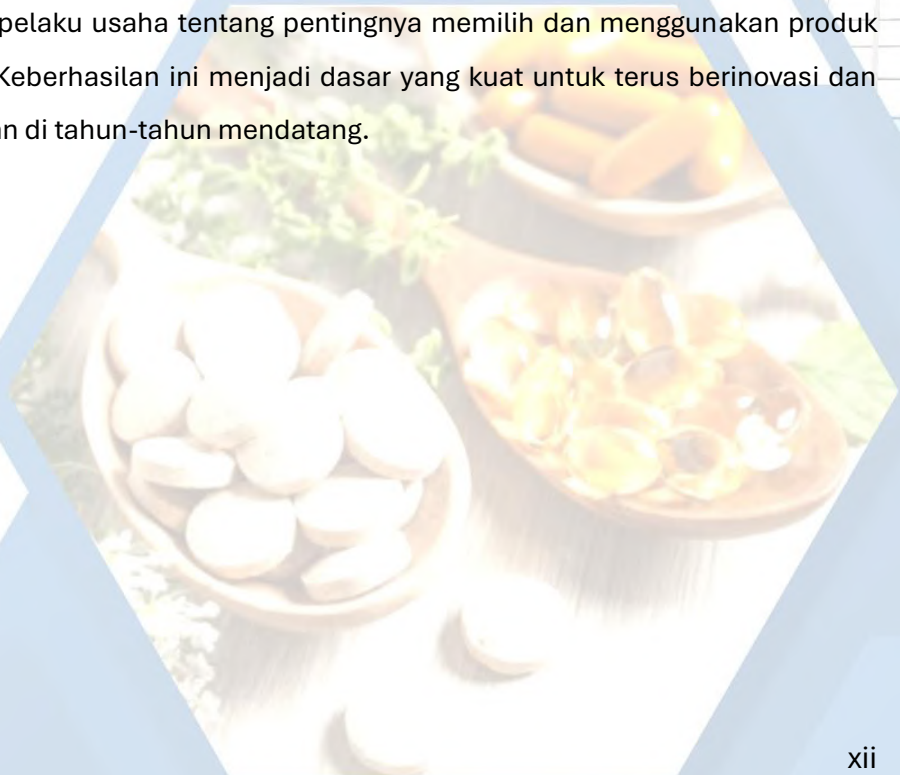 pelaku usaha tentang pentingnya memilih dan menggunakan produk
Keberhasilan ini menjadi dasar yang kuat untuk terus berinovasi dan
di tahun-tahun mendatang.
xii